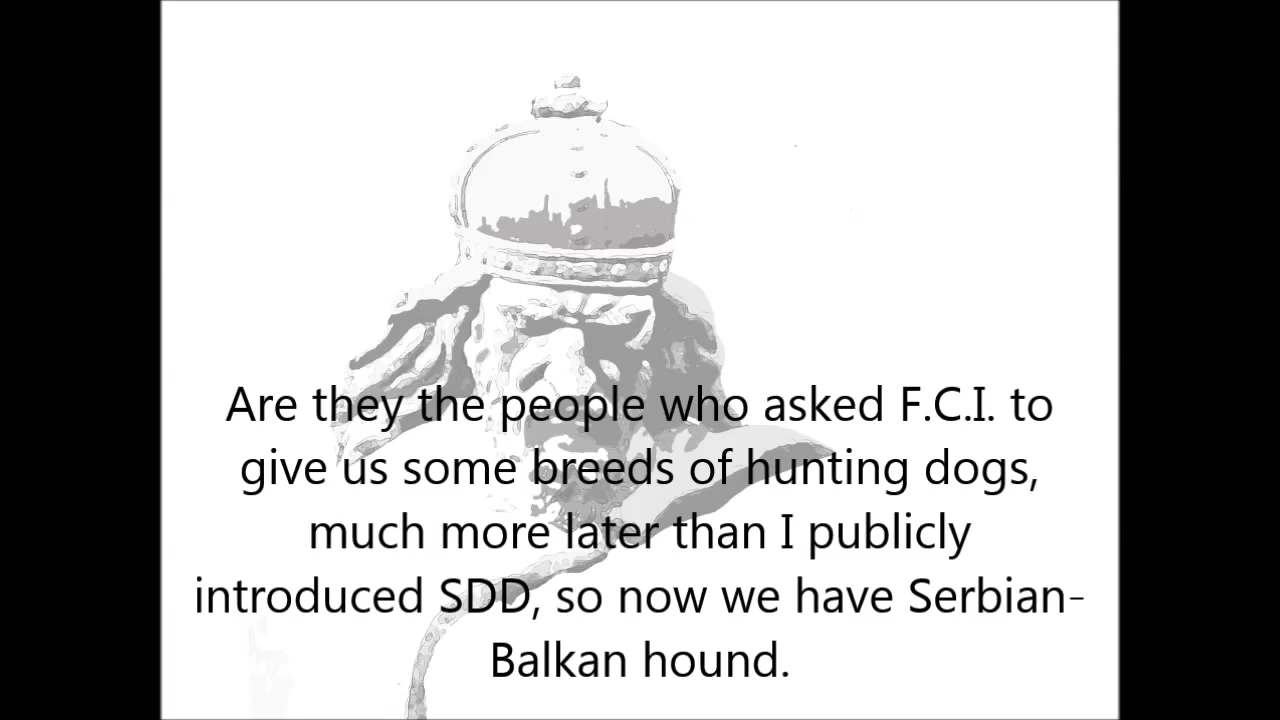 Are they the people who asked F.C.I. to
give us some breeds of hunting dogs,
much more later than I publicly
introduced SDD, so now we have Serbian-
Balkan hound.